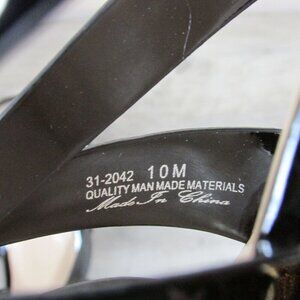 31-2042 10M
QUALITY MAN MADE MATERIALS
Made In China